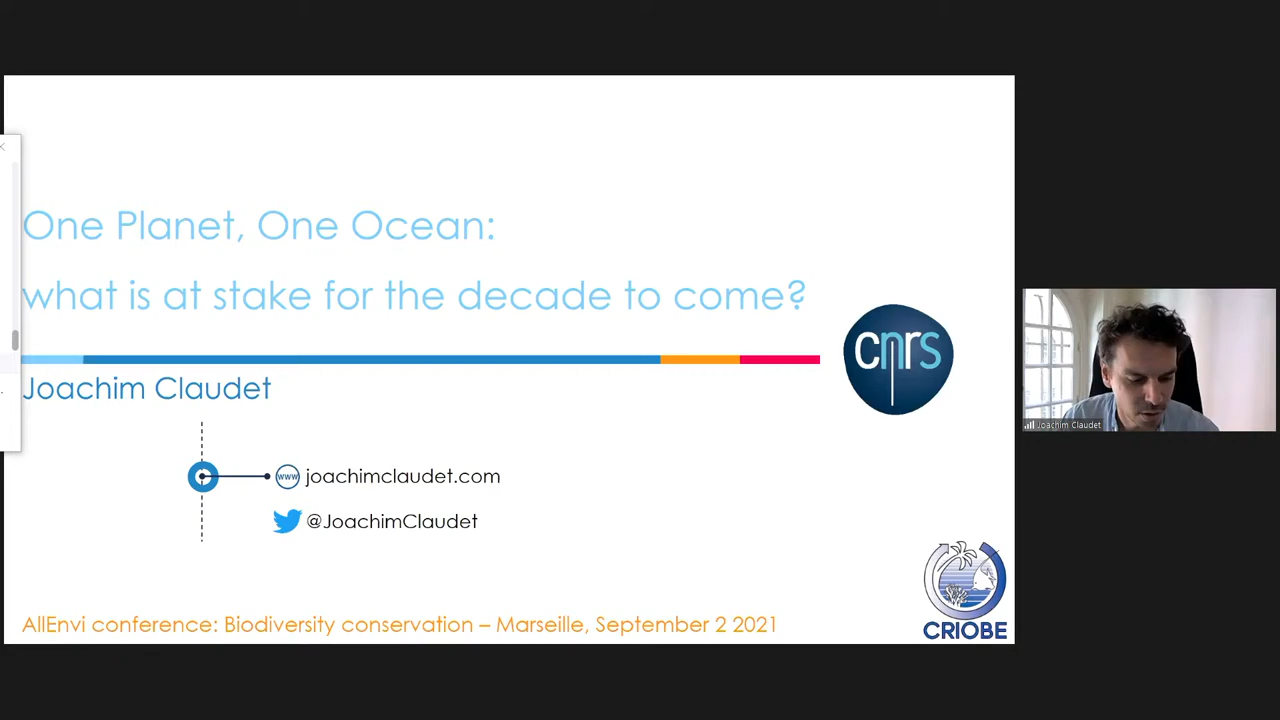 One Planet, One Ocean:
what is at stake for the decade to come?
cnrs
Joachim Claudet
Joachim Claudet
www
joachimclaudet.com
@JoachimClaudet
AllEnvi conference: Biodiversity conservation – Marseille, September 2 2021
CRIOBE